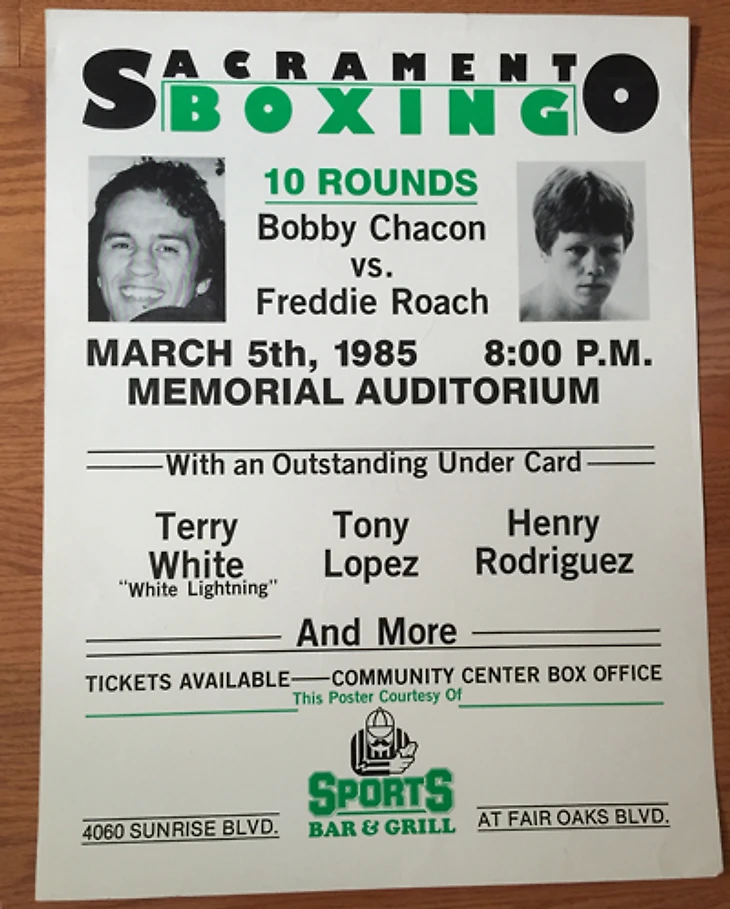 SACRAMENTO
BOXING
10 ROUNDS
Bobby Chacon
vs.
Freddie Roach
MARCH 5th, 1985 8:00 P.M.
MEMORIAL AUDITORIUM
With an Outstanding Under Card
Terry White
"White Lightning"
Tony Lopez
Henry Rodriguez
And More
TICKETS AVAILABLE—COMMUNITY CENTER BOX OFFICE
This Poster Courtesy Of
SPORTS
BAR & GRILL
4060 SUNRISE BLVD.
AT FAIR OAKS BLVD.